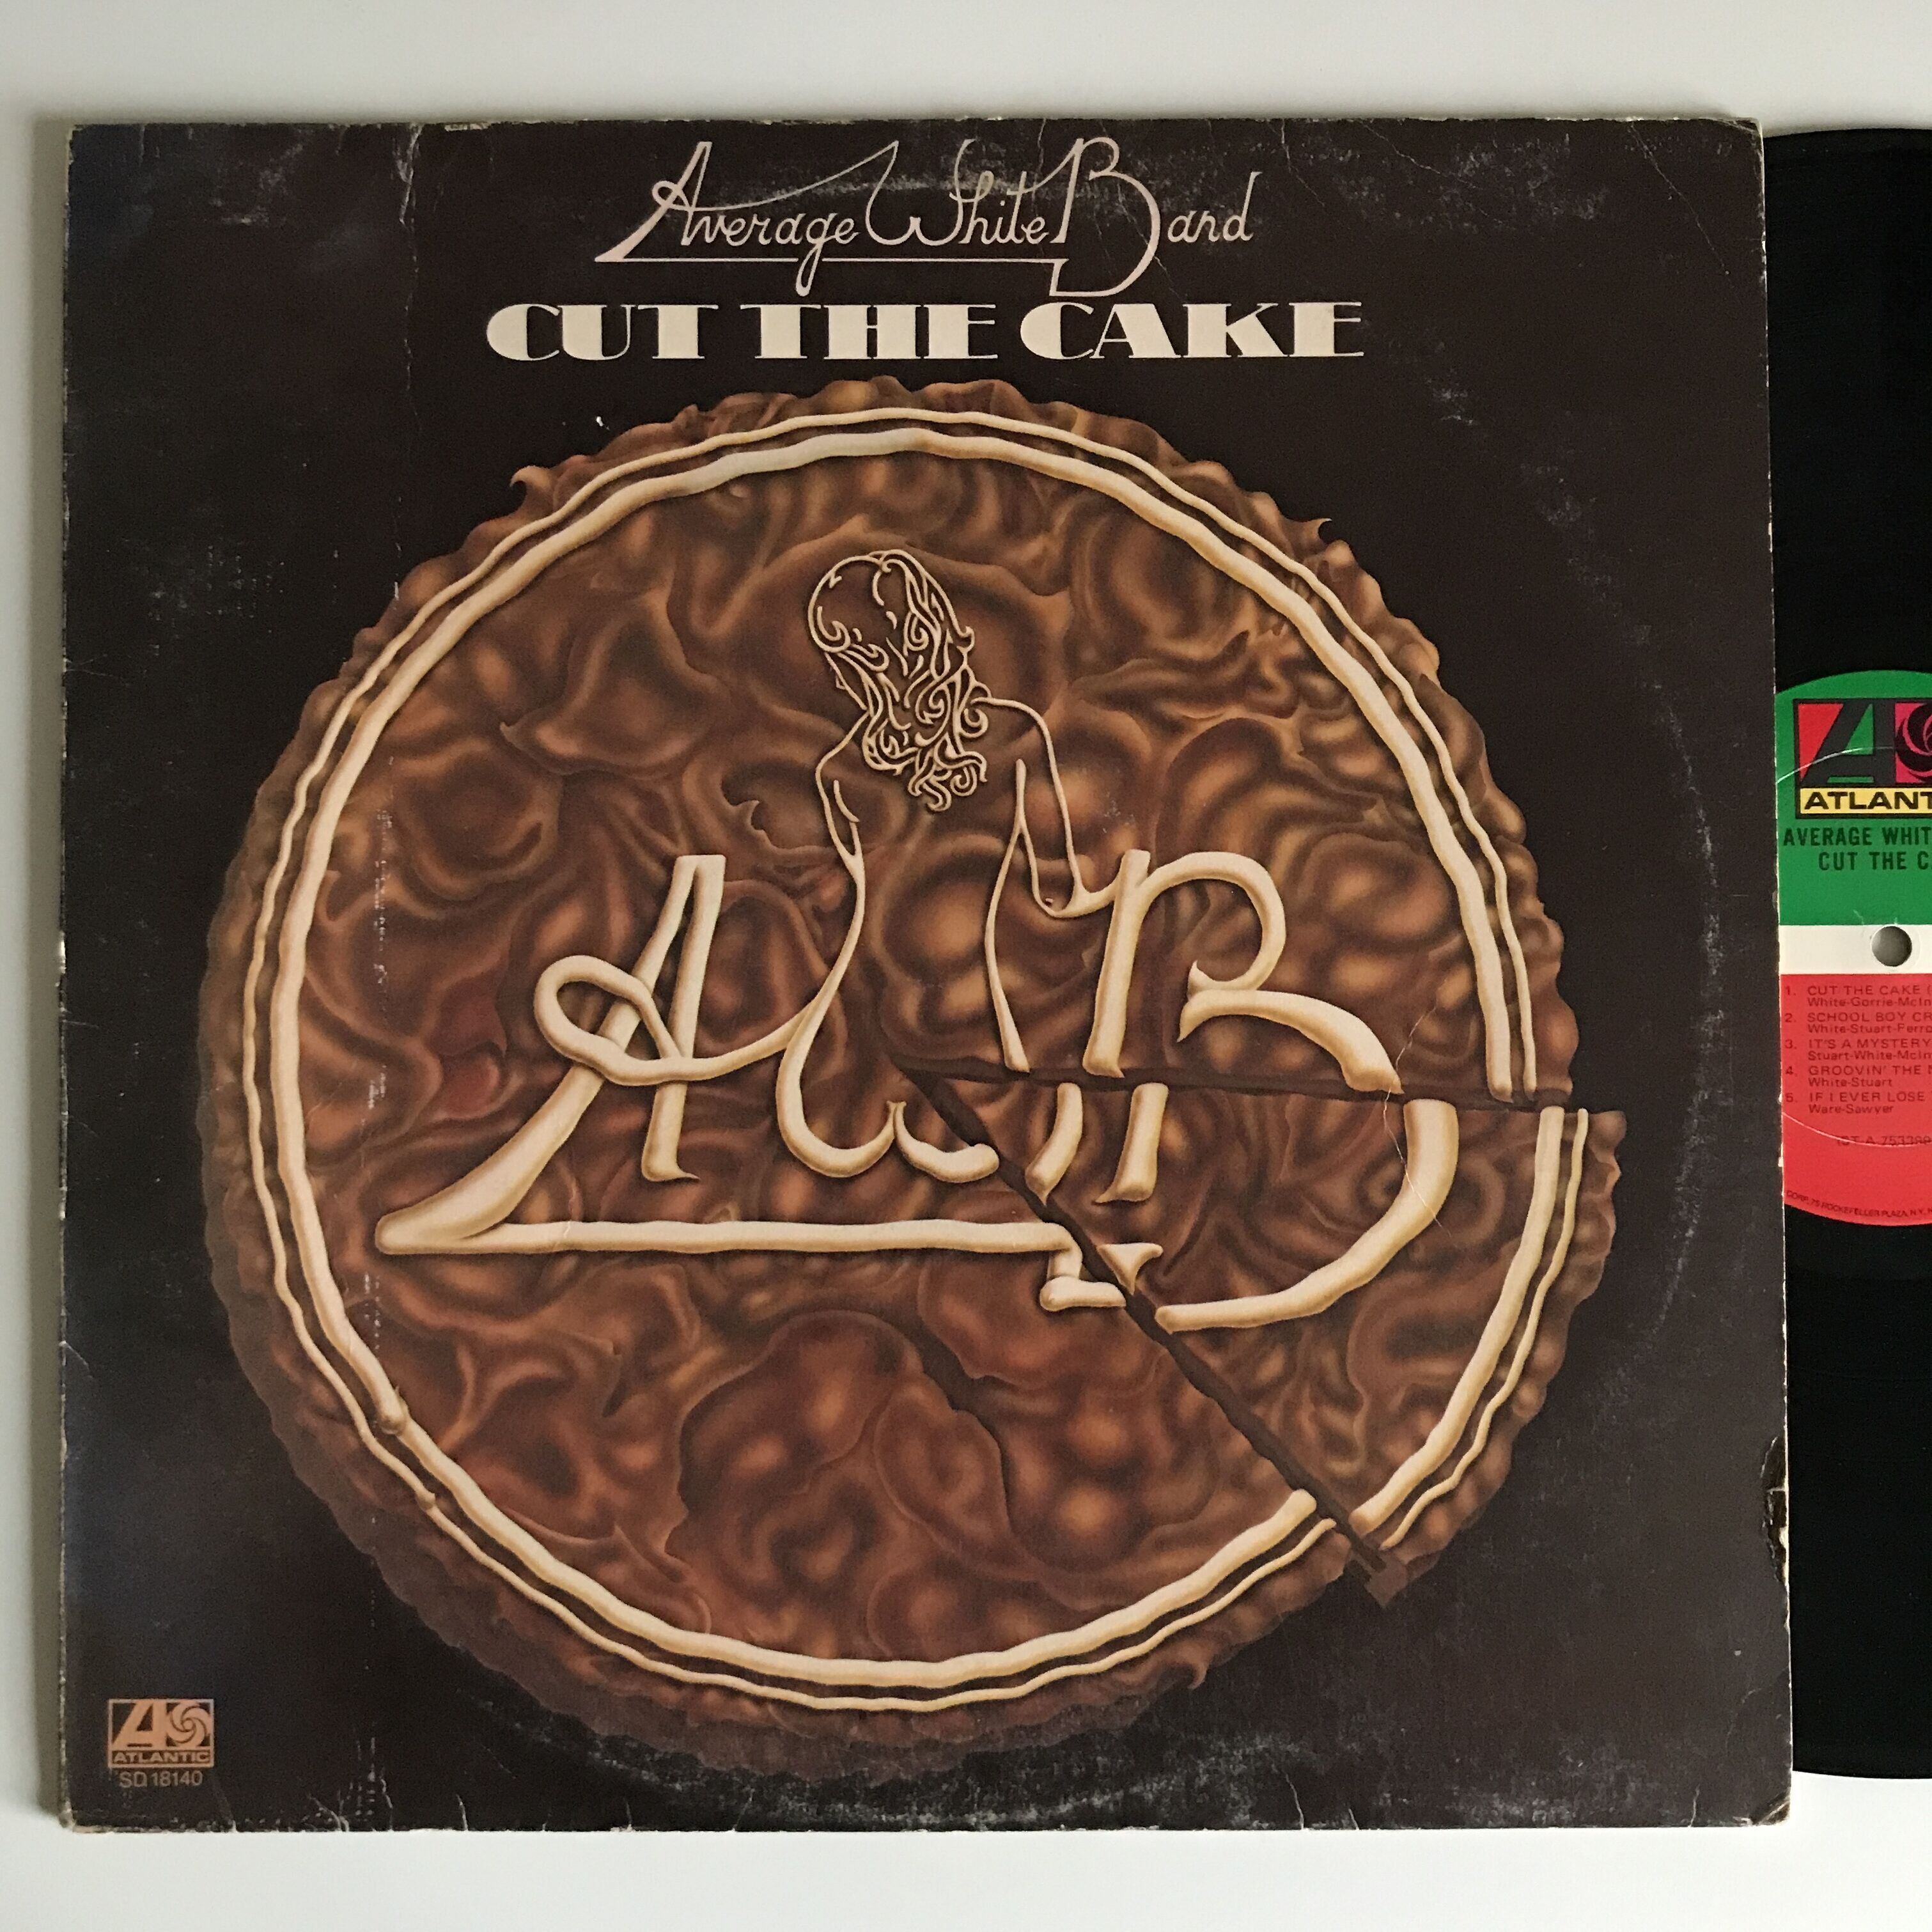 Average White Band
CUT THE CAKE
AWB
ATLANTIC
SD 18140
ATLANT
AVERAGE WHIT
CUT THE C
1. CUT THE CAKE (
White-Gorrie-McIn
2. SCHOOL BOY CR
White-Stuart-Ferro
3. IT'S A MYSTERY
Stuart-White-McIn
4. GROOVIN' THE
White-Stuart
5. IF I EVER LOSE
Ware-Sawyer
ROCKEFELLER PLAZA, N.Y., N